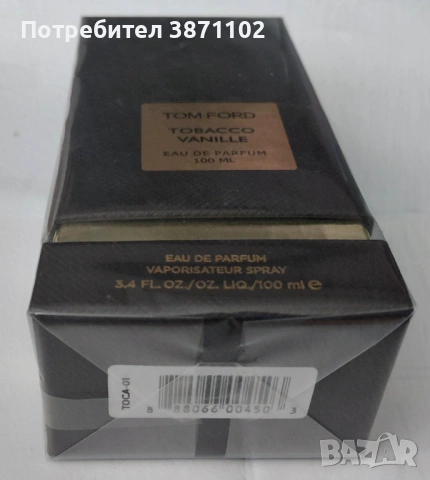 Потребител 3871102
TOM FORD
TOBACCO
VANILLE
EAU DE PARFUM
100 ML
EAU DE PARFUM
VAPORISATEUR SPRAY
3.4 FL.OZ./OZ. LIQ./100 ml ℮
TOCA-01
8 88066 00450 3
BAZAR